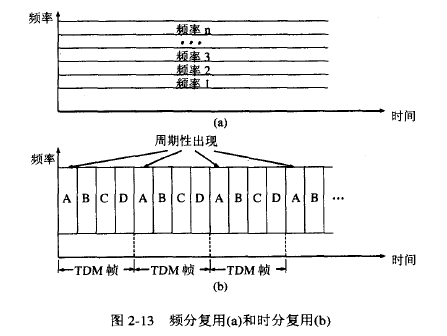 频率
频率 n
•••
频率 3
频率 2
频率 1
时间
(a)
周期性出现
频率
A B C D A B C D A B C D A B •••
时间
TDM 帧 TDM 帧 TDM 帧
(b)
图 2-13 频分复用(a)和时分复用(b)